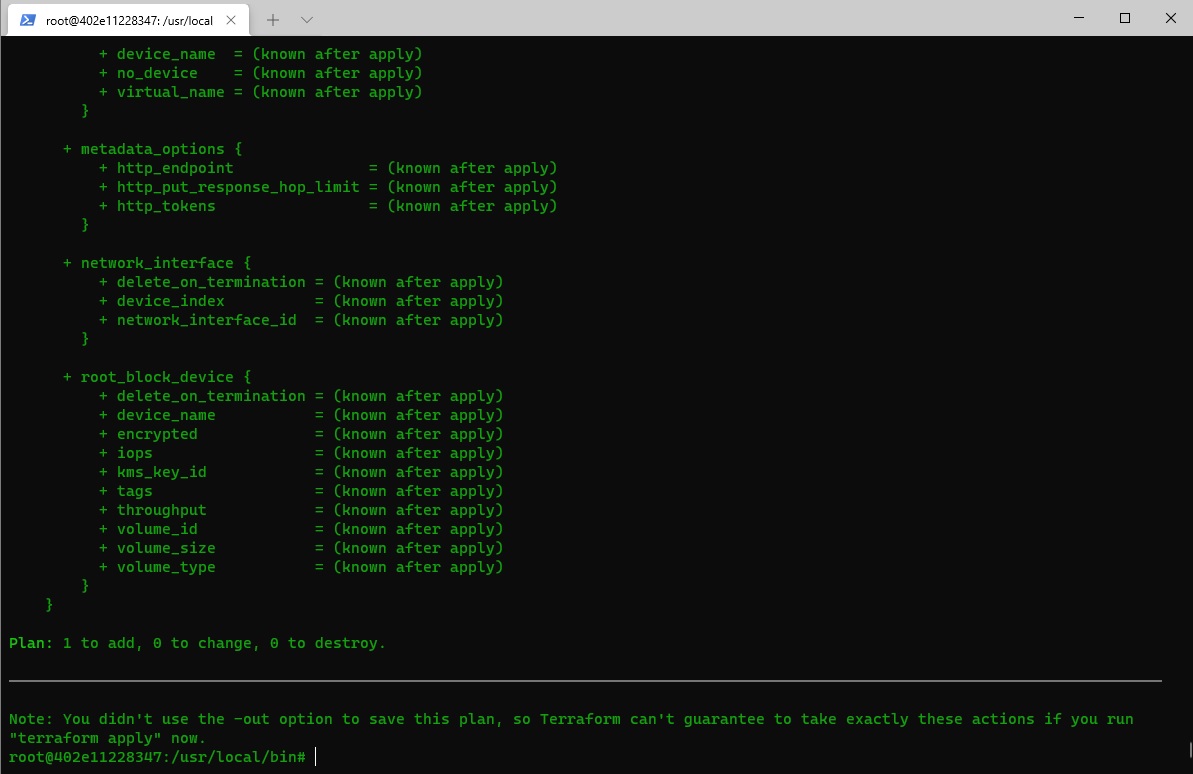 root@402e11228347: /usr/local
+ device_name  = (known after apply)
+ no_device    = (known after apply)
+ virtual_name = (known after apply)
}
+ metadata_options {
+ http_endpoint               = (known after apply)
+ http_put_response_hop_limit = (known after apply)
+ http_tokens                 = (known after apply)
}
+ network_interface {
+ delete_on_termination = (known after apply)
+ device_index          = (known after apply)
+ network_interface_id  = (known after apply)
}
+ root_block_device {
+ delete_on_termination = (known after apply)
+ device_name           = (known after apply)
+ encrypted             = (known after apply)
+ iops                  = (known after apply)
+ kms_key_id            = (known after apply)
+ tags                  = (known after apply)
+ throughput            = (known after apply)
+ volume_id             = (known after apply)
+ volume_size           = (known after apply)
+ volume_type           = (known after apply)
}
}
Plan: 1 to add, 0 to change, 0 to destroy.
Note: You didn't use the -out option to save this plan, so Terraform can't guarantee to take exactly these actions if you run
"terraform apply" now.
root@402e11228347:/usr/local/bin#